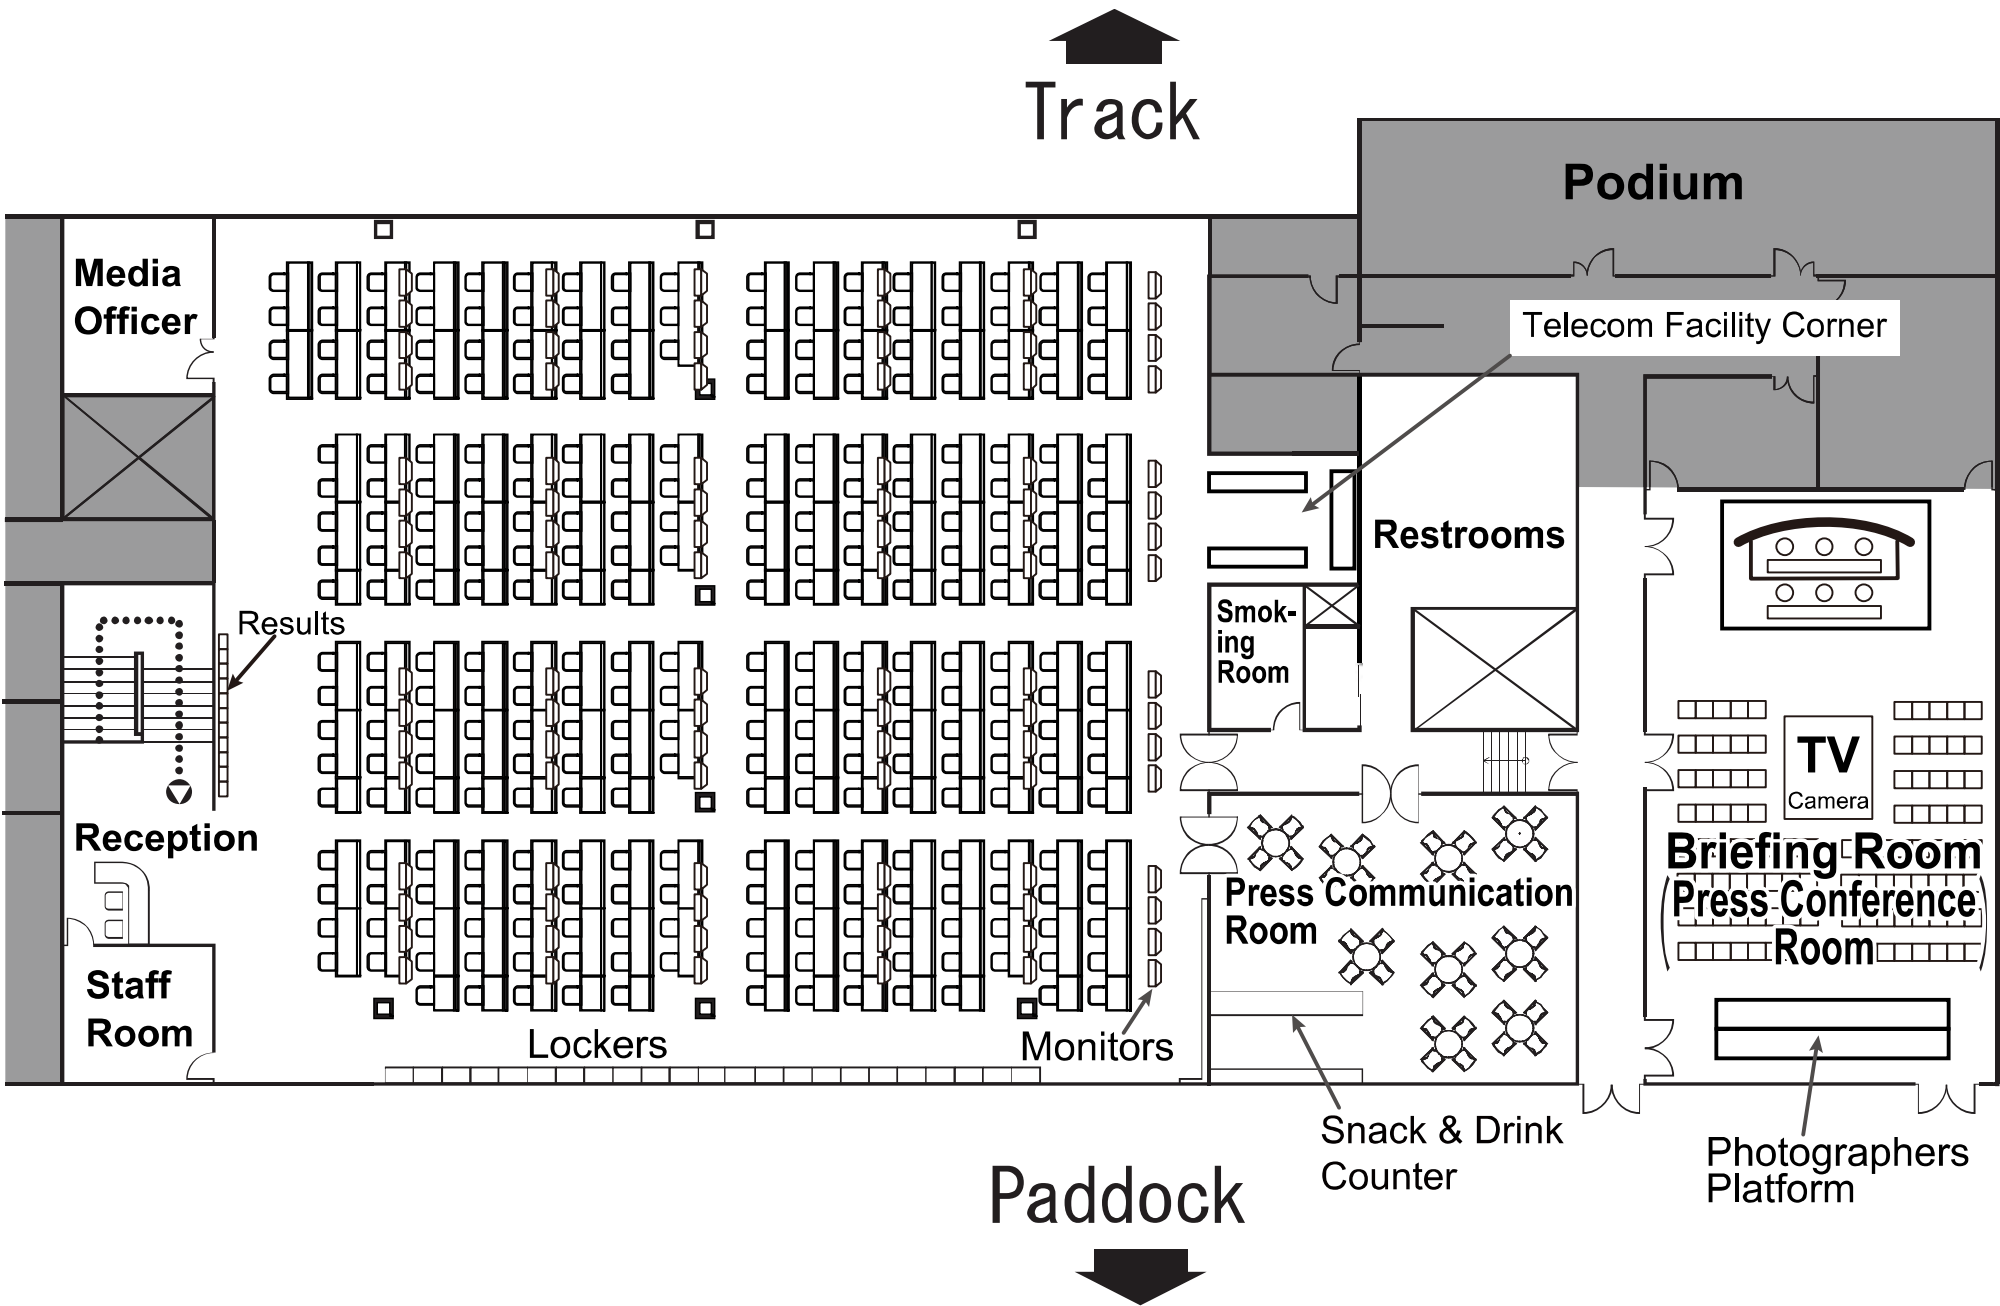 Track
Podium
Media
Officer
Telecom Facility Corner
Restrooms
Smok-
ing
Room
Results
TV
Camera
Reception
Briefing Room
(Press Conference
Room)
Press Communication
Room
Staff
Room
Lockers
Monitors
Snack & Drink
Counter
Photographers
Platform
Paddock